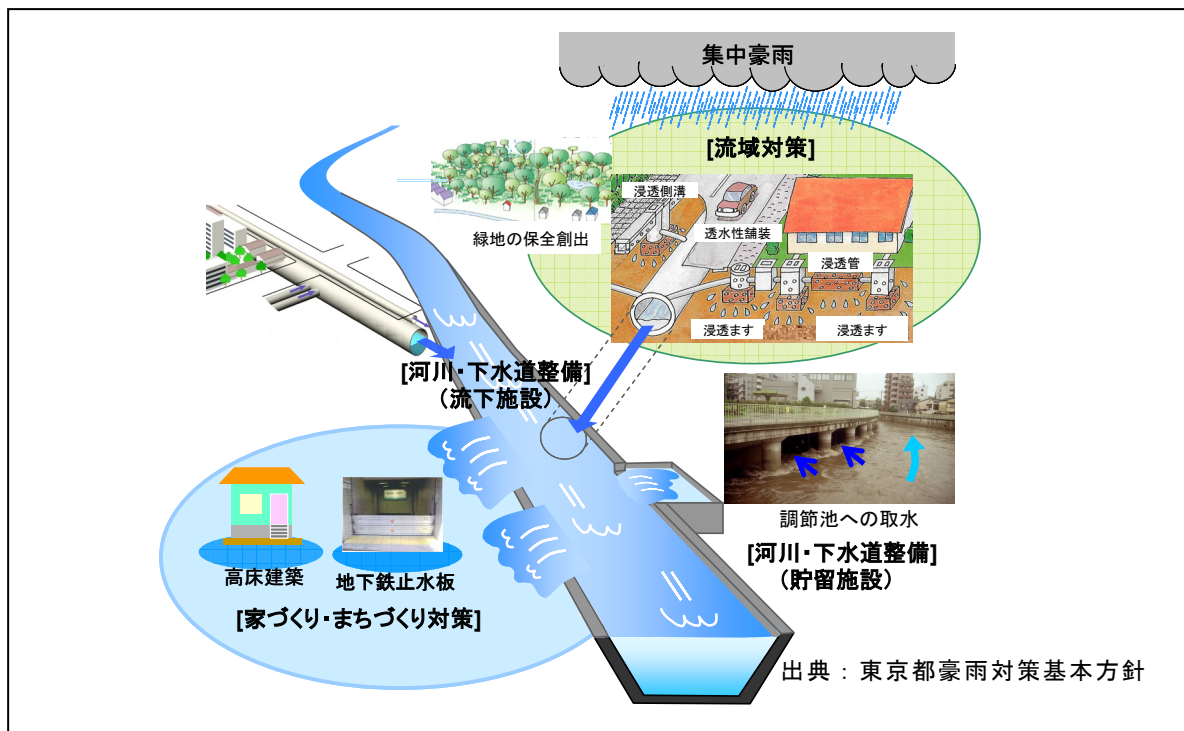 集中豪雨
[流域対策]
浸透側溝
透水性舗装
浸透管
浸透ます
浸透ます
緑地の保全創出
[河川・下水道整備]
（流下施設）
調節池への取水
[河川・下水道整備]
（貯留施設）
高床建築
地下鉄止水板
[家づくり・まちづくり対策]
出典：東京都豪雨対策基本方針